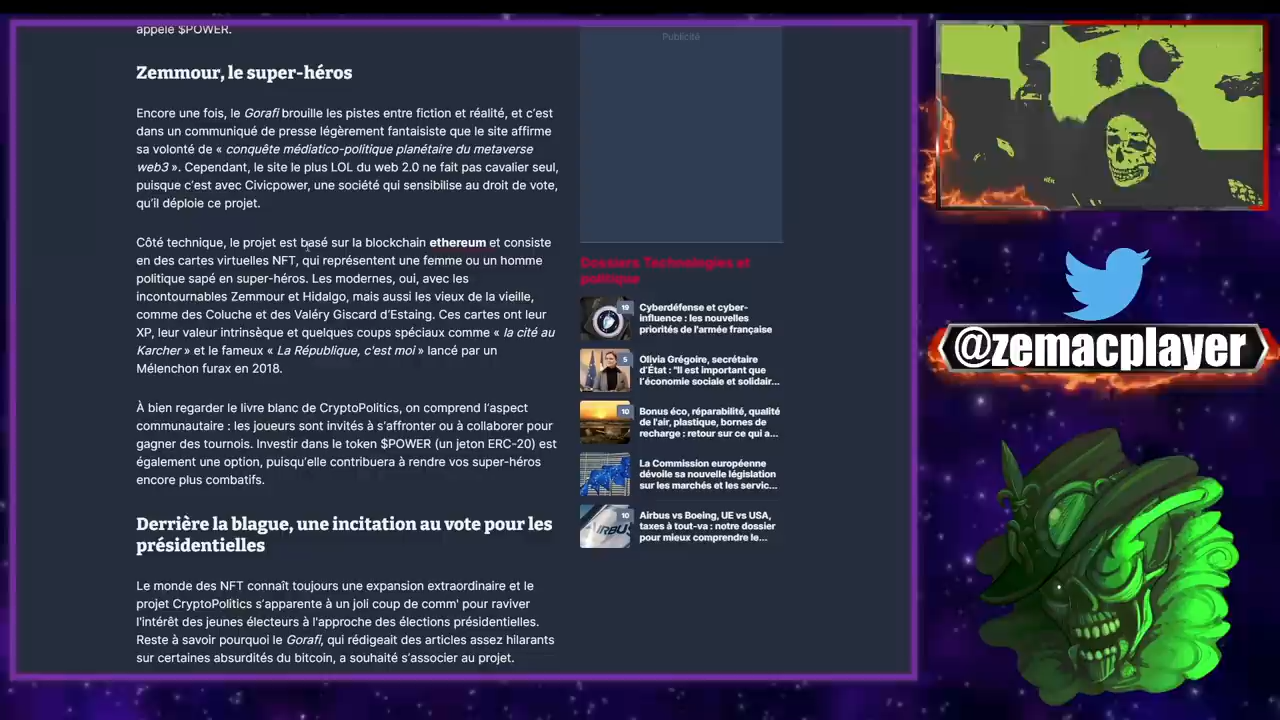 appelé $POWER.
Zemmour, le super-héros
Encore une fois, le Gorafi brouille les pistes entre fiction et réalité, et c’est
dans un communiqué de presse légèrement fantaisiste que le site affirme
sa volonté de « conquête médiatico-politique planétaire du metaverse
web3 ». Cependant, le site le plus LOL du web 2.0 ne fait pas cavalier seul,
puisque c’est avec Civicpower, une société qui sensibilise au droit de vote,
qu’il déploie ce projet.
Côté technique, le projet est basé sur la blockchain ethereum et consiste
en des cartes virtuelles NFT, qui représentent une femme ou un homme
politique sapé en super-héros. Les modernes, oui, avec les
incontournables Zemmour et Hidalgo, mais aussi les vieux de la vieille,
comme des Coluche et des Valéry Giscard d’Estaing. Ces cartes ont leur
XP, leur valeur intrinsèque et quelques coups spéciaux comme « la cité au
Karcher » et le fameux « La République, c'est moi » lancé par un
Mélenchon furax en 2018.
À bien regarder le livre blanc de CryptoPolitics, on comprend l’aspect
communautaire : les joueurs sont invités à s’affronter ou à collaborer pour
gagner des tournois. Investir dans le token $POWER (un jeton ERC-20) est
également une option, puisqu’elle contribuera à rendre vos super-héros
encore plus combatifs.
Derrière la blague, une incitation au vote pour les
présidentielles
Le monde des NFT connaît toujours une expansion extraordinaire et le
projet CryptoPolitics s’apparente à un joli coup de comm' pour raviver
l’intérêt des jeunes électeurs à l’approche des élections présidentielles.
Reste à savoir pourquoi le Gorafi, qui rédigeait des articles assez hilarants
sur certaines absurdités du bitcoin, a souhaité s’associer au projet.
Publicité
Dossiers Technologies et
politique
19
Cyberdéfense et cyber-
influence : les nouvelles
priorités de l’armée française
5
Olivia Grégoire, secrétaire
d’État : "Il est important que
l’économie sociale et solidair...
10
Bonus éco, réparabilité, qualité
de l’air, plastique, bornes de
recharge : retour sur ce qui a...
La Commission européenne
dévoile sa nouvelle législation
sur les marchés et les servic...
10
AIRBUS
Airbus vs Boeing, UE vs USA,
taxes à tout-va : notre dossier
pour mieux comprendre le...
@zemacplayer